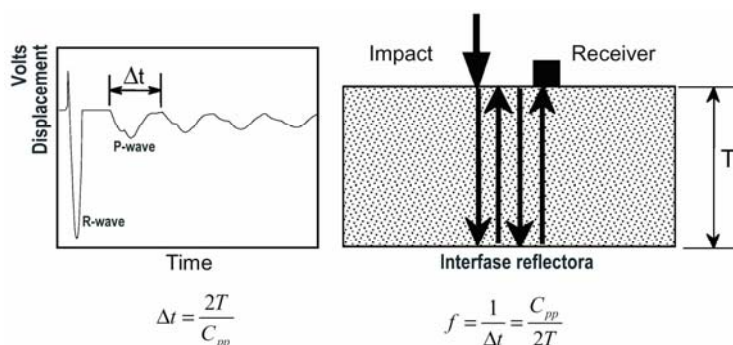 Volts
Displacement
Δt
P-wave
R-wave
Time
Impact
Receiver
T
Interfase reflectora
Δt = 2T / C_pp
f = 1 / Δt = C_pp / 2T